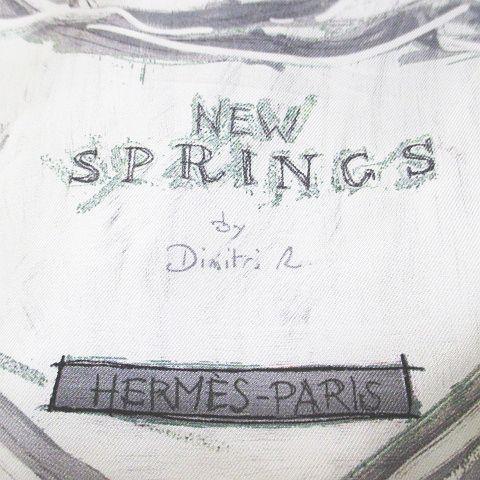 NEW
SPRINGS
by
Dimitri R.
HERMÈS-PARIS